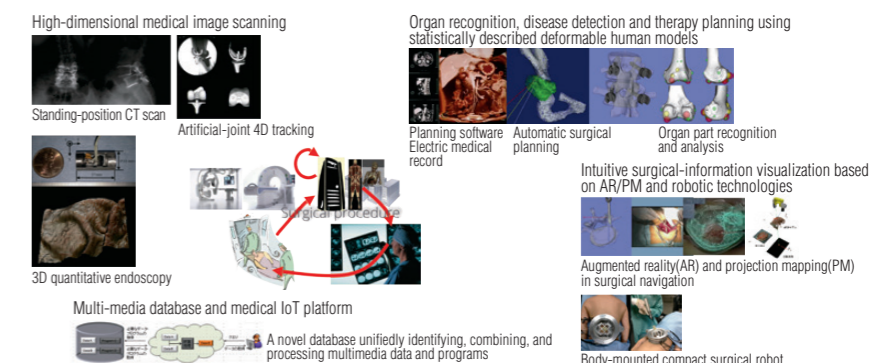 High-dimensional medical image scanning
Standing-position CT scan
Artificial-joint 4D tracking
3D quantitative endoscopy
Surgical procedure
Organ recognition, disease detection and therapy planning using
statistically described deformable human models
Planning software
Electric medical
record
Automatic surgical
planning
Organ part recognition
and analysis
Intuitive surgical-information visualization based
on AR/PM and robotic technologies
Augmented reality(AR) and projection mapping(PM)
in surgical navigation
Body-mounted compact surgical robot
Multi-media database and medical IoT platform
A novel database unifiedly identifying, combining, and
processing multimedia data and programs